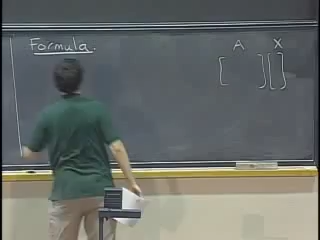 Formula.
A X
[ ] [ ]